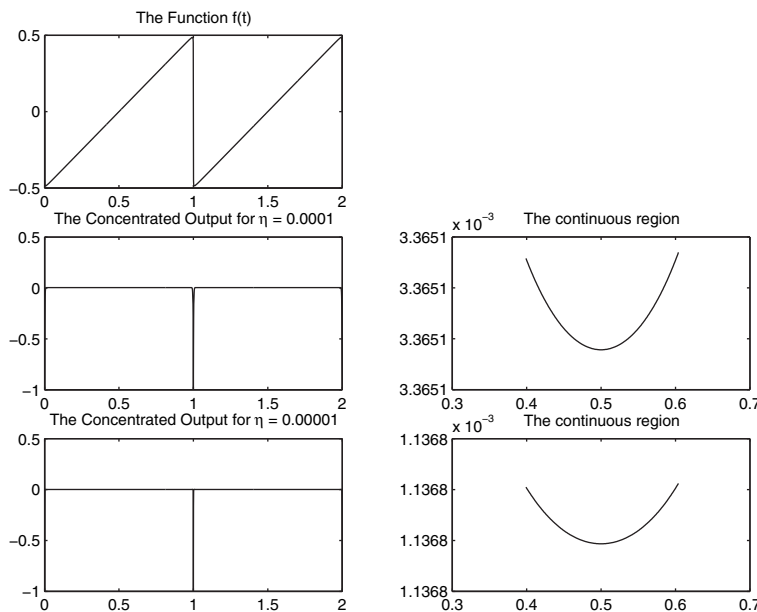 The Function f(t)
0.5
0
−0.5
0 0.5 1 1.5 2
The Concentrated Output for η = 0.0001
0.5
0
−0.5
−1
0 0.5 1 1.5 2
x 10⁻³ The continuous region
3.3651
3.3651
3.3651
3.3651
0.3 0.4 0.5 0.6 0.7
The Concentrated Output for η = 0.00001
0.5
0
−0.5
−1
0 0.5 1 1.5 2
x 10⁻³ The continuous region
1.1368
1.1368
1.1368
1.1368
0.3 0.4 0.5 0.6 0.7